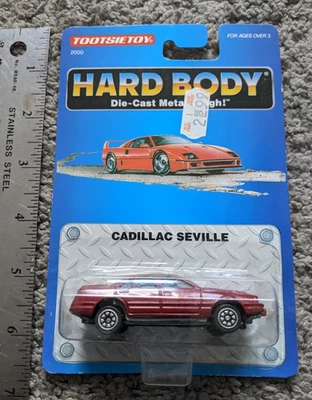 TOOTSIETOY®
2000
FOR AGES OVER 3
HARD BODY®
Die-Cast Metal
CADILLAC SEVILLE
STAINLESS STEEL
1
2
3
4
5
6
7